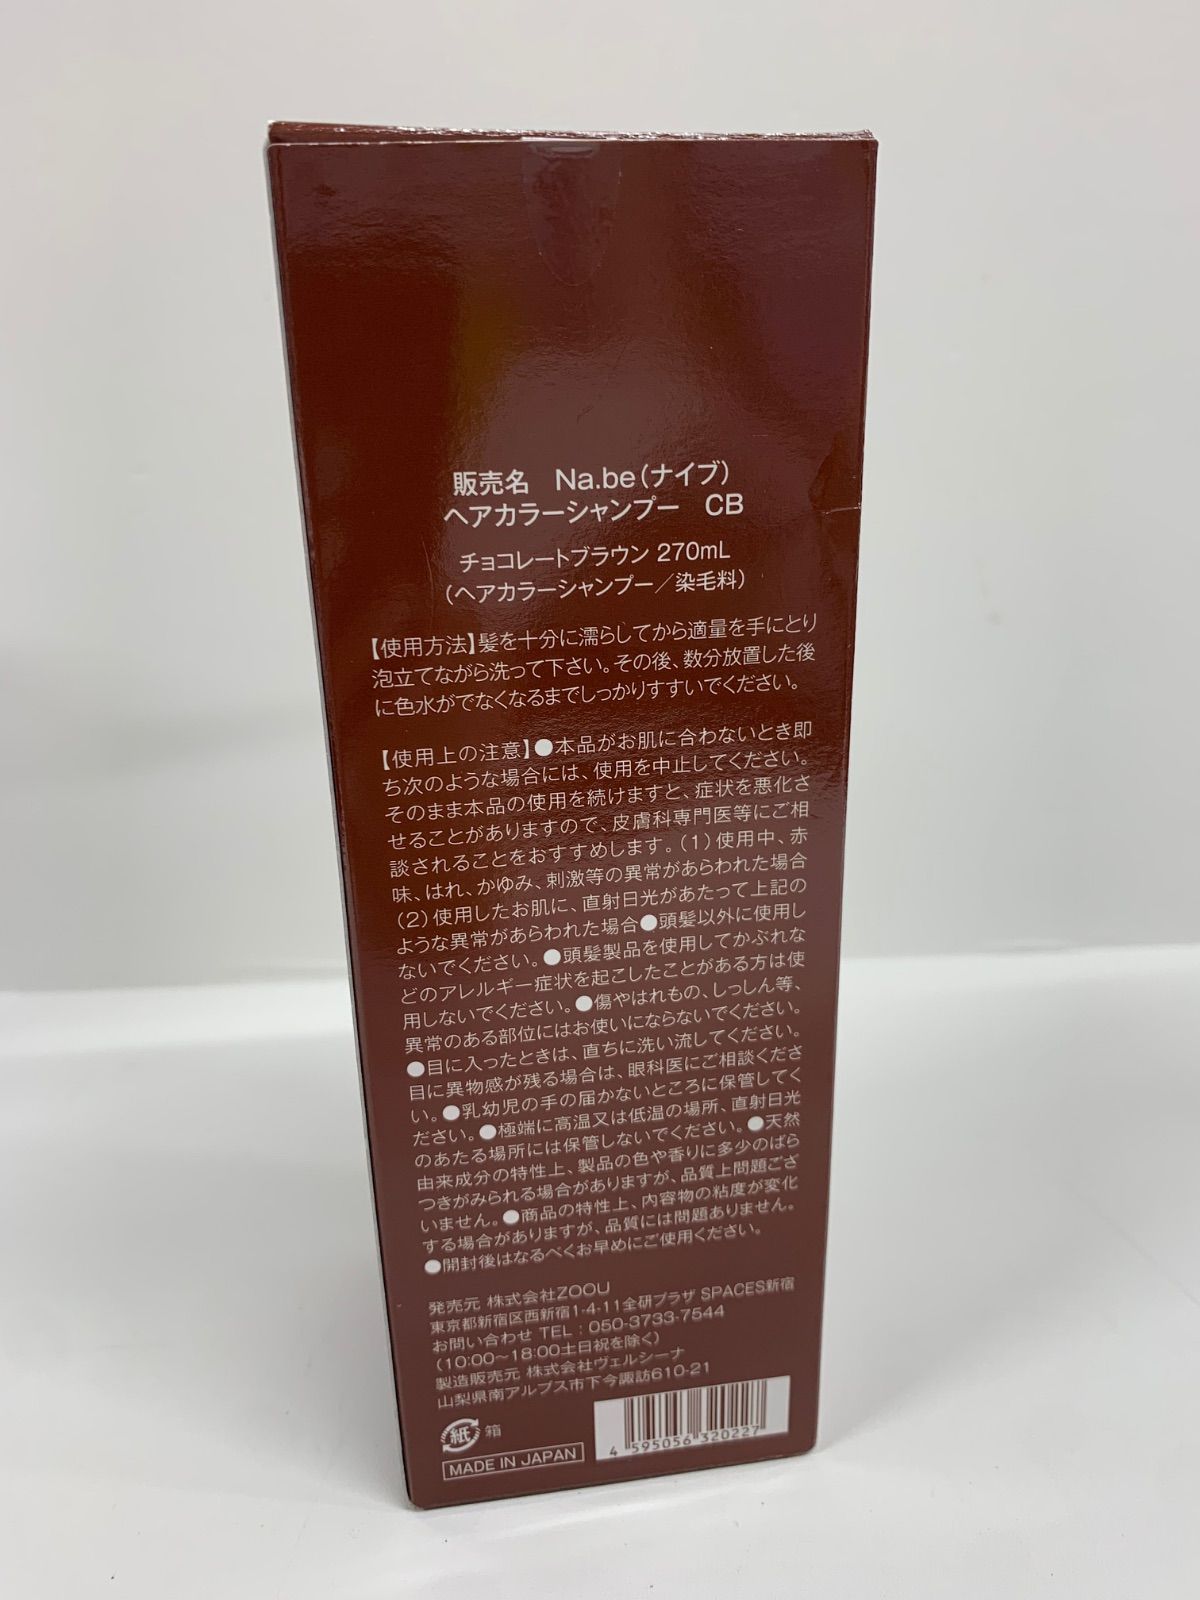 販売名　Na.be（ナイブ）
ヘアカラーシャンプー　CB
チョコレートブラウン 270mL
（ヘアカラーシャンプー／染毛料）
【使用方法】髪を十分に濡らしてから適量を手にとり
泡立てながら洗って下さい。その後、数分放置した後
に色水がでなくなるまでしっかりすすいでください。
【使用上の注意】●本品がお肌に合わないとき即
ち次のような場合には、使用を中止してください。
そのまま本品の使用を続けますと、症状を悪化さ
せることがありますので、皮膚科専門医等にご相
談されることをおすすめします。（1）使用中、赤
味、はれ、かゆみ、刺激等の異常があらわれた場合
（2）使用したお肌に、直射日光があたって上記の
ような異常があらわれた場合●頭髪以外に使用し
ないでください。●頭髪製品を使用してかぶれな
どのアレルギー症状を起こしたことがある方は使
用しないでください。●傷やはれもの、しっしん等、
異常のある部位にはお使いにならないでください。
●目に入ったときは、直ちに洗い流してください。
目に異物感が残る場合は、眼科医にご相談くださ
い。●乳幼児の手の届かないところに保管してく
ださい。●極端に高温又は低温の場所、直射日光
のあたる場所には保管しないでください。●天然
由来成分の特性上、製品の色や香りに多少のばら
つきがみられる場合がありますが、品質上問題ござ
いません。●商品の特性上、内容物の粘度が変化
する場合がありますが、品質には問題ありません。
●開封後はなるべくお早めにご使用ください。
発売元 株式会社ZOOU
東京都新宿区西新宿1-4-11全研プラザ SPACES新宿
お問い合わせ TEL：050-3733-7544
（10:00〜18:00土日祝を除く）
製造販売元 株式会社ヴェルシーナ
山梨県南アルプス市下今諏訪610-21
紙 箱
MADE IN JAPAN
4 595056 320227